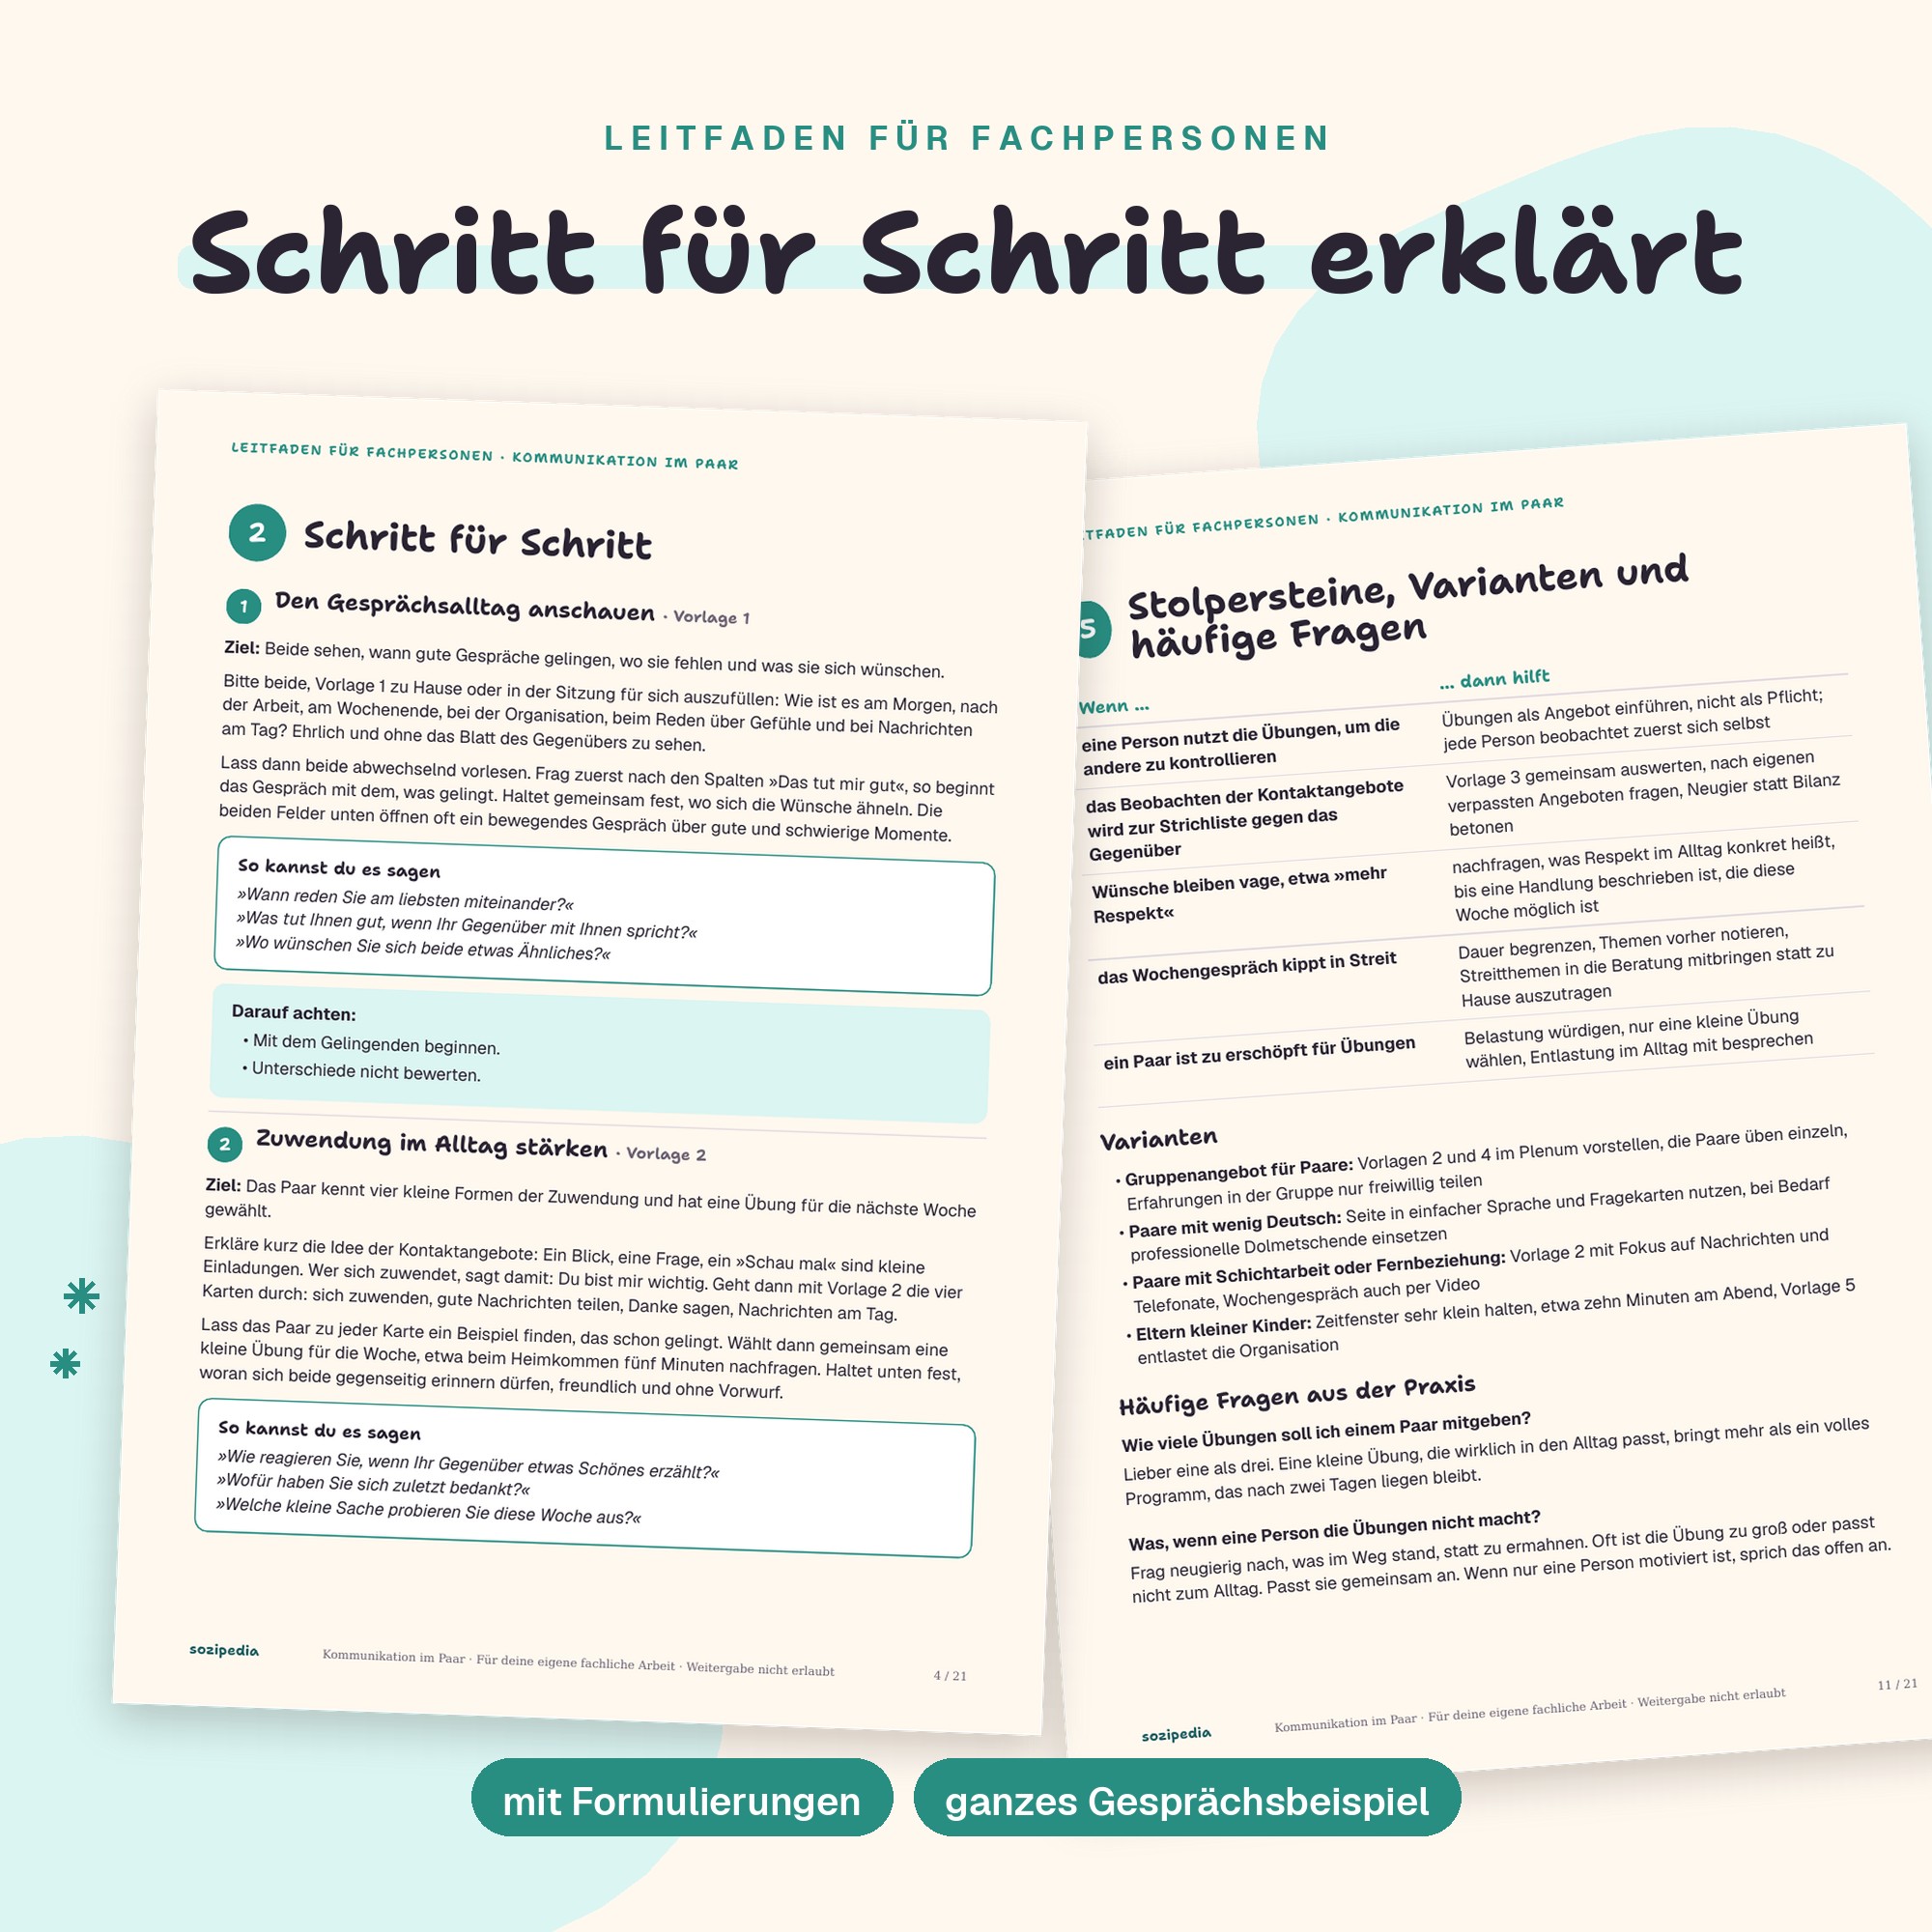 LEITFADEN FÜR FACHPERSONEN
Schritt für Schritt erklärt
LEITFADEN FÜR FACHPERSONEN · KOMMUNIKATION IM PAAR
2 Schritt für Schritt
1 Den Gesprächsalltag anschauen · Vorlage 1
Ziel: Beide sehen, wann gute Gespräche gelingen, wo sie fehlen und was sie sich wünschen.
Bitte beide, Vorlage 1 zu Hause oder in der Sitzung für sich auszufüllen: Wie ist es am Morgen, nach
der Arbeit, am Wochenende, bei der Organisation, beim Reden über Gefühle und bei Nachrichten
am Tag? Ehrlich und ohne das Blatt des Gegenübers zu sehen.
Lass dann beide abwechselnd vorlesen. Frag zuerst nach den Spalten »Das tut mir gut«, so beginnt
das Gespräch mit dem, was gelingt. Haltet gemeinsam fest, wo sich die Wünsche ähneln. Die
beiden Felder unten öffnen oft ein bewegendes Gespräch über gute und schwierige Momente.
So kannst du es sagen
»Wann reden Sie am liebsten miteinander?«
»Was tut Ihnen gut, wenn Ihr Gegenüber mit Ihnen spricht?«
»Wo wünschen Sie sich beide etwas Ähnliches?«
Darauf achten:
• Mit dem Gelingenden beginnen.
• Unterschiede nicht bewerten.
2 Zuwendung im Alltag stärken · Vorlage 2
Ziel: Das Paar kennt vier kleine Formen der Zuwendung und hat eine Übung für die nächste Woche
gewählt.
Erkläre kurz die Idee der Kontaktangebote: Ein Blick, eine Frage, ein »Schau mal« sind kleine
Einladungen. Wer sich zuwendet, sagt damit: Du bist mir wichtig. Geht dann mit Vorlage 2 die vier
Karten durch: sich zuwenden, gute Nachrichten teilen, Danke sagen, Nachrichten am Tag.
Lass das Paar zu jeder Karte ein Beispiel finden, das schon gelingt. Wählt dann gemeinsam eine
kleine Übung für die Woche, etwa beim Heimkommen fünf Minuten nachfragen. Haltet unten fest,
woran sich beide gegenseitig erinnern dürfen, freundlich und ohne Vorwurf.
So kannst du es sagen
»Wie reagieren Sie, wenn Ihr Gegenüber etwas Schönes erzählt?«
»Wofür haben Sie sich zuletzt bedankt?«
»Welche kleine Sache probieren Sie diese Woche aus?«
sozipedia Kommunikation im Paar · Für deine eigene fachliche Arbeit · Weitergabe nicht erlaubt 4 / 21
FÜR FACHPERSONEN · KOMMUNIKATION IM PAAR
5 Stolpersteine, Varianten und
häufige Fragen
Wenn ... ... dann hilft
eine Person nutzt die Übungen, um die
andere zu kontrollieren
Übungen als Angebot einführen, nicht als Pflicht;
jede Person beobachtet zuerst sich selbst
das Beobachten der Kontaktangebote
wird zur Strichliste gegen das
Gegenüber
Vorlage 3 gemeinsam auswerten, nach eigenen
verpassten Angeboten fragen, Neugier statt Bilanz
betonen
Wünsche bleiben vage, etwa »mehr
Respekt«
nachfragen, was Respekt im Alltag konkret heißt,
bis eine Handlung beschrieben ist, die diese
Woche möglich ist
das Wochengespräch kippt in Streit
Dauer begrenzen, Themen vorher notieren,
Streitthemen in die Beratung mitbringen statt zu
Hause auszutragen
ein Paar ist zu erschöpft für Übungen
Belastung würdigen, nur eine kleine Übung
wählen, Entlastung im Alltag mit besprechen
Varianten
• Gruppenangebot für Paare: Vorlagen 2 und 4 im Plenum vorstellen, die Paare üben einzeln,
Erfahrungen in der Gruppe nur freiwillig teilen
• Paare mit wenig Deutsch: Seite in einfacher Sprache und Fragekarten nutzen, bei Bedarf
professionelle Dolmetschende einsetzen
• Paare mit Schichtarbeit oder Fernbeziehung: Vorlage 2 mit Fokus auf Nachrichten und
Telefonate, Wochengespräch auch per Video
• Eltern kleiner Kinder: Zeitfenster sehr klein halten, etwa zehn Minuten am Abend, Vorlage 5
entlastet die Organisation
Häufige Fragen aus der Praxis
Wie viele Übungen soll ich einem Paar mitgeben?
Lieber eine als drei. Eine kleine Übung, die wirklich in den Alltag passt, bringt mehr als ein volles
Programm, das nach zwei Tagen liegen bleibt.
Was, wenn eine Person die Übungen nicht macht?
Frag neugierig nach, was im Weg stand, statt zu ermahnen. Oft ist die Übung zu groß oder passt
nicht zum Alltag. Passt sie gemeinsam an. Wenn nur eine Person motiviert ist, sprich das offen an.
sozipedia Kommunikation im Paar · Für deine eigene fachliche Arbeit · Weitergabe nicht erlaubt 11 / 21
mit Formulierungen
ganzes Gesprächsbeispiel